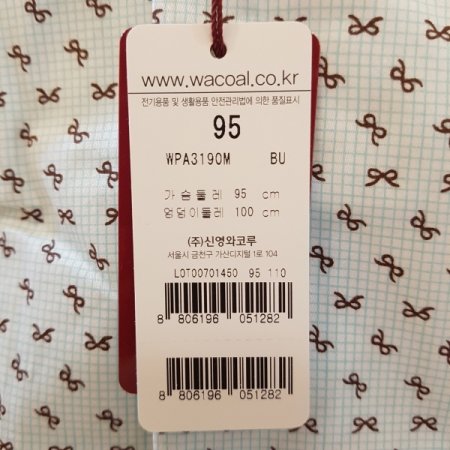 www.wacoal.co.kr
전기용품 및 생활용품 안전관리법에 의한 품질표시
95
WPA3190M BU
가슴둘레 95 cm
엉덩이둘레 100 cm
(주)신영와코루
서울시 금천구 가산디지털 1로 104
LOT00701450 95 110
8 806196 051282
8 806196 051282